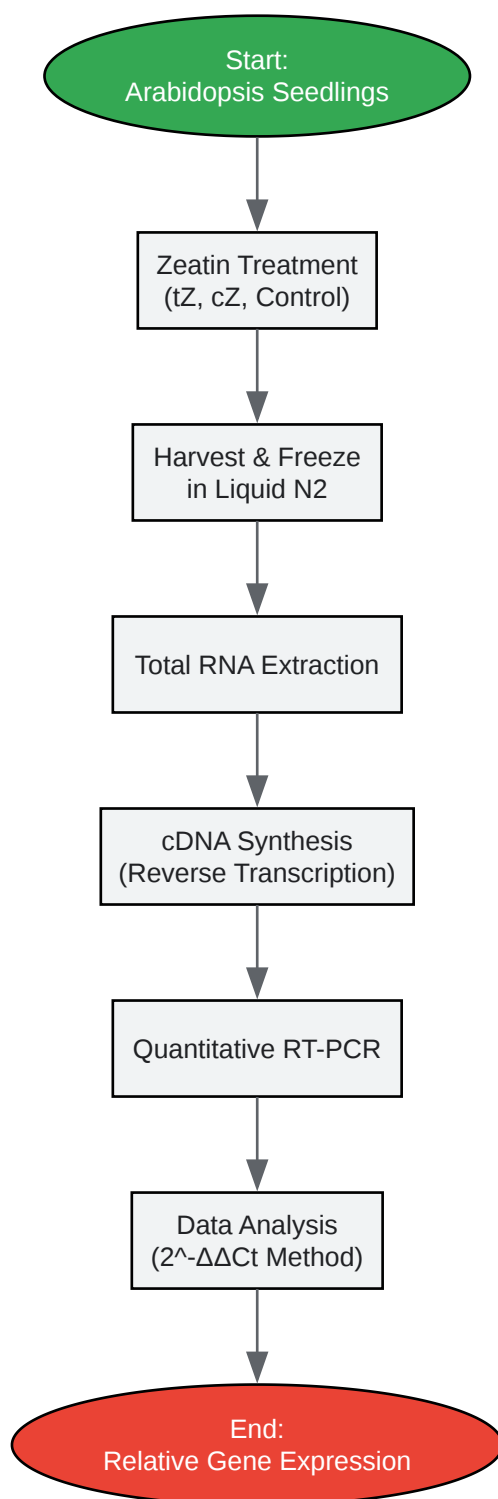 Start:
Arabidopsis Seedlings
Zeatin Treatment
(tZ, cZ, Control)
Harvest & Freeze
in Liquid N2
Total RNA Extraction
cDNA Synthesis
(Reverse Transcription)
Quantitative RT-PCR
Data Analysis
(2^-ΔΔCt Method)
End:
Relative Gene Expression